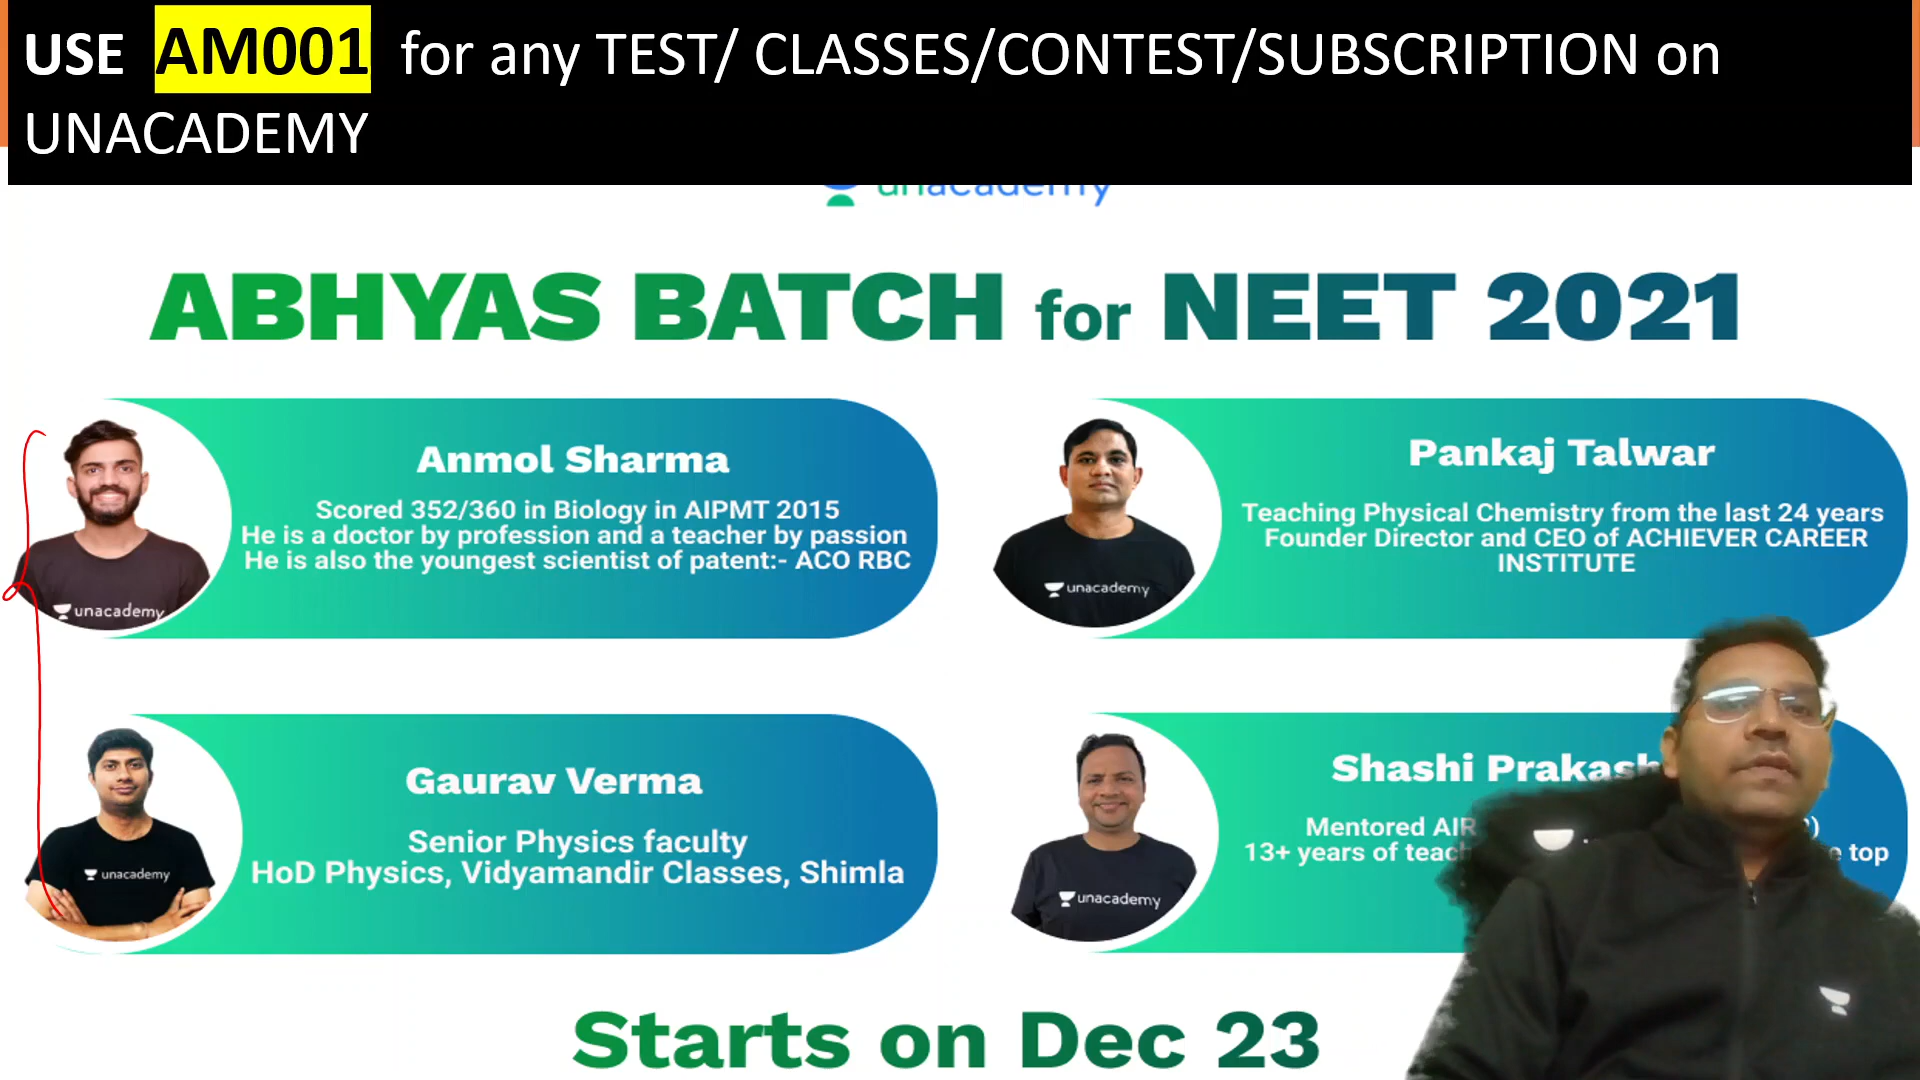 USE AM001 for any TEST/ CLASSES/CONTEST/SUBSCRIPTION on
UNACADEMY
unacademy
ABHYAS BATCH for NEET 2021
Anmol Sharma
Scored 352/360 in Biology in AIPMT 2015
He is a doctor by profession and a teacher by passion
He is also the youngest scientist of patent:- ACO RBC
unacademy
Pankaj Talwar
Teaching Physical Chemistry from the last 24 years
Founder Director and CEO of ACHIEVER CAREER
INSTITUTE
unacademy
Gaurav Verma
Senior Physics faculty
HoD Physics, Vidyamandir Classes, Shimla
unacademy
Shashi Prakash
Mentored AIR
13+ years of top
unacademy
Starts on Dec 23